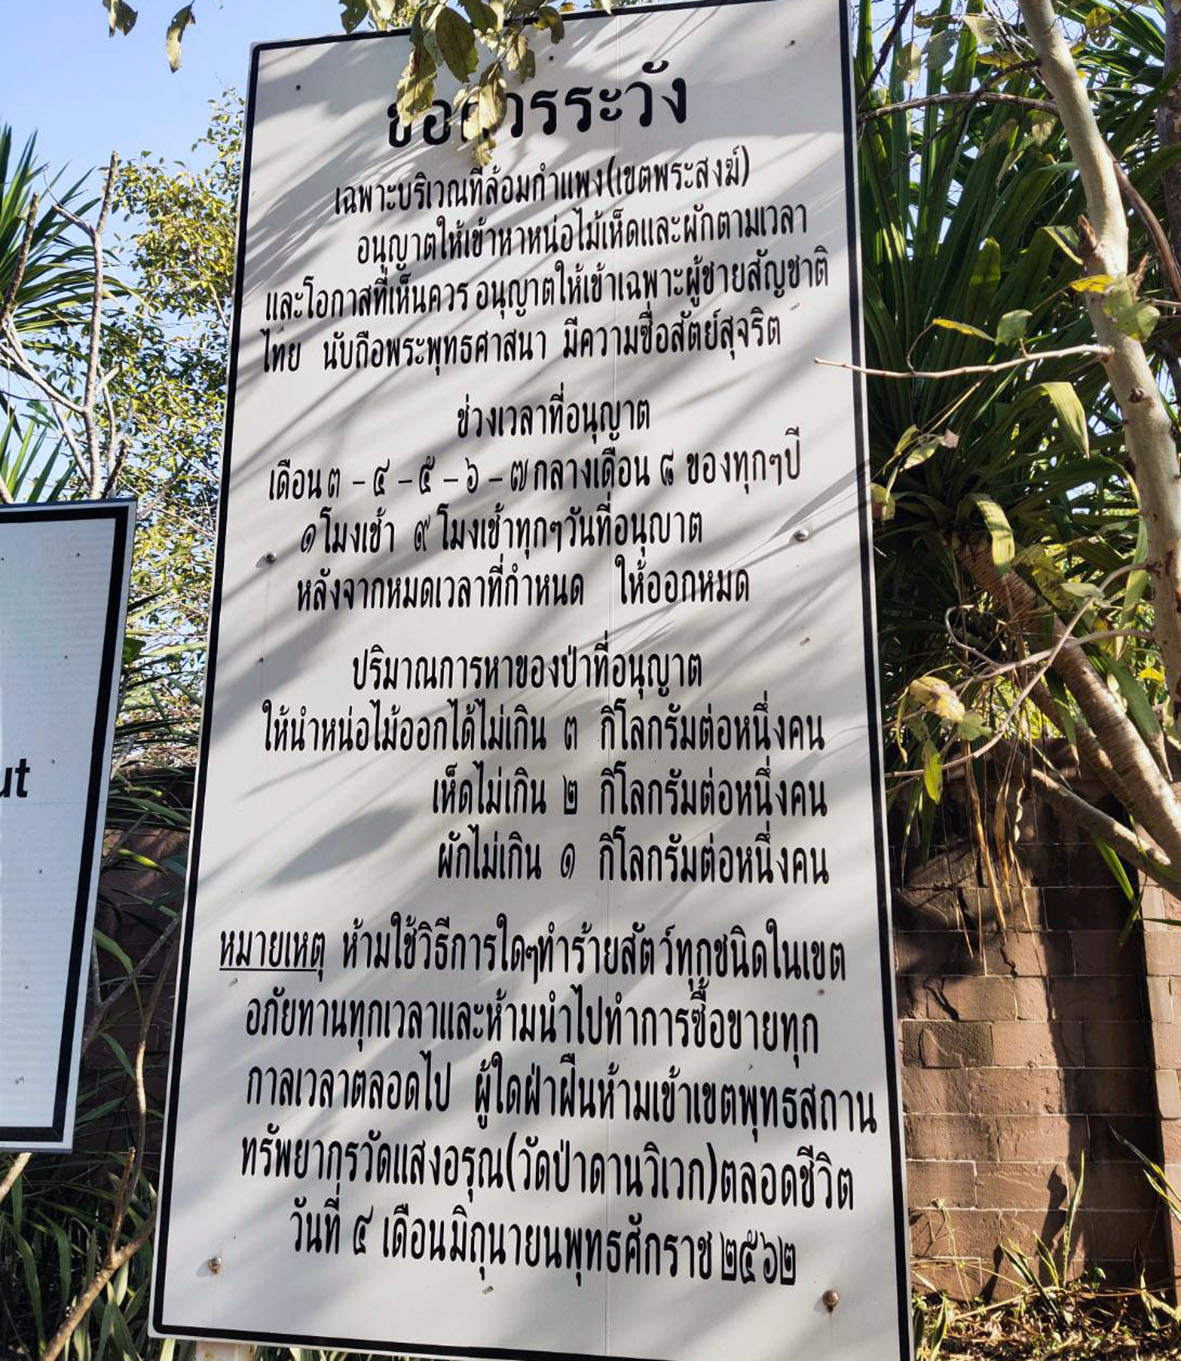 ข้อควรระวัง
เฉพาะบริเวณที่ล้อมกำแพง(เขตพระสงฆ์)
อนุญาตให้เข้าหาหน่อไม้เห็ดและผักตามเวลา
และโอกาสที่เห็นควร อนุญาตให้เข้าเฉพาะผู้ชายสัญชาติ
ไทย นับถือพระพุทธศาสนา มีความซื่อสัตย์สุจริต
ช่วงเวลาที่อนุญาต
เดือน ๓ - ๔ - ๕ - ๖ - ๗ กลางเดือน ๘ ของทุกๆปี
๑ โมงเช้า ๙ โมงเช้าทุกๆวันที่อนุญาต
หลังจากหมดเวลาที่กำหนด ให้ออกหมด
ปริมาณการหาของป่าที่อนุญาต
ให้นำหน่อไม้ออกได้ไม่เกิน ๓ กิโลกรัมต่อหนึ่งคน
เห็ดไม่เกิน ๒ กิโลกรัมต่อหนึ่งคน
ผักไม่เกิน ๑ กิโลกรัมต่อหนึ่งคน
หมายเหตุ ห้ามใช้วิธีการใดๆทำร้ายสัตว์ทุกชนิดในเขต
อภัยทานทุกเวลาและห้ามนำไปทำการซื้อขายทุก
กาลเวลาตลอดไป ผู้ใดฝ่าฝืนห้ามเข้าเขตพุทธสถาน
ทรัพยากรวัดแสงอรุณ(วัดป่าดานวิเวก)ตลอดชีวิต
วันที่ ๔ เดือนมิถุนายนพุทธศักราช ๒๕๖๒